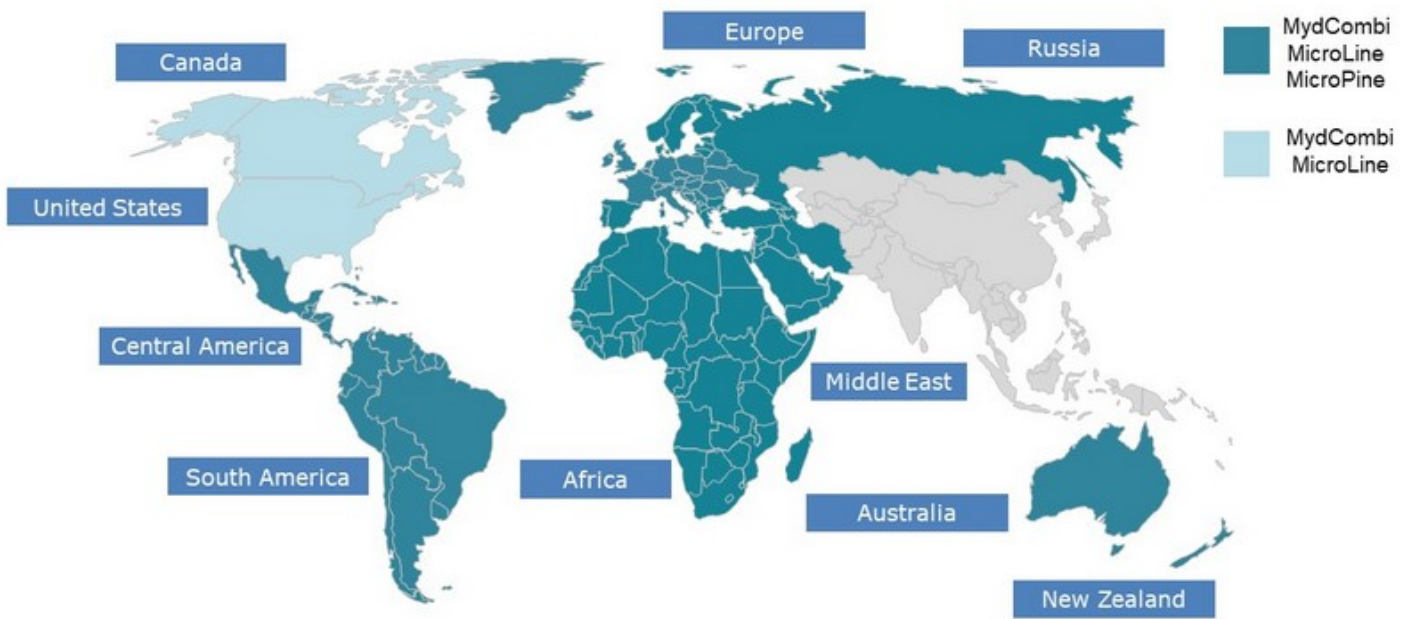 Europe
Canada
Russia
MydCombi
MicroLine
MicroPine
MydCombi
MicroLine
United States
Central America
Middle East
South America
Africa
Australia
New Zealand